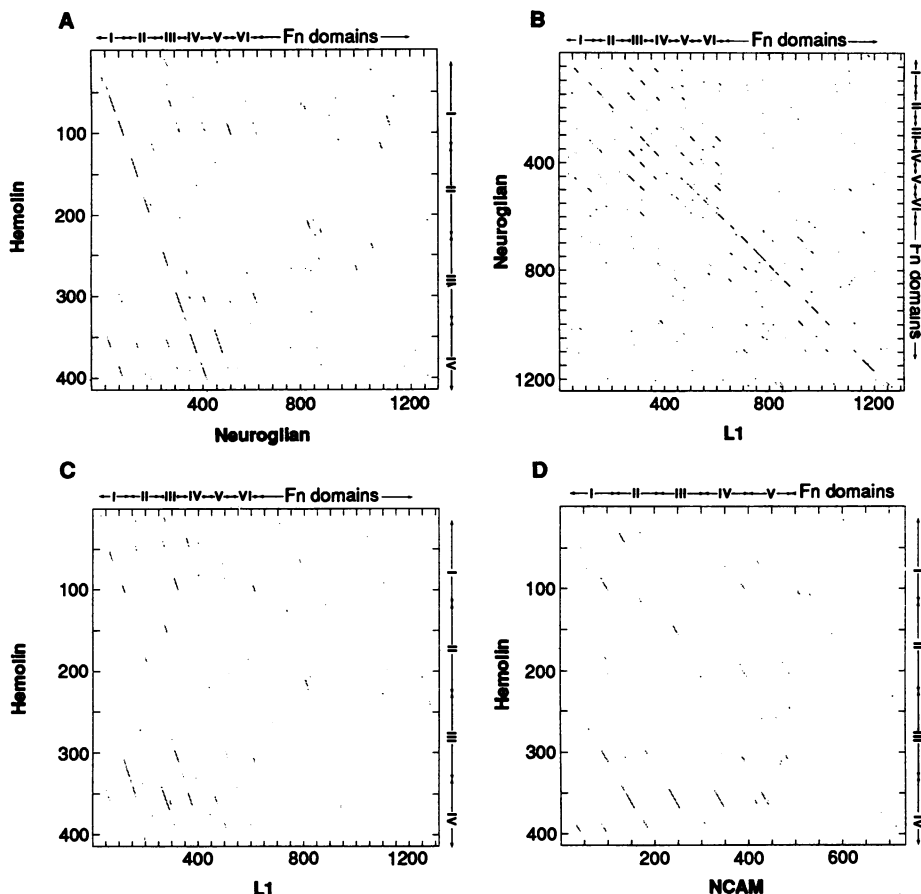 A
I II III IV V VI Fn domains
100
200
300
400
Hemolin
I
II
III
IV
400 800 1200
Neuroglian
B
I II III IV V VI Fn domains
400
800
1200
Neuroglian
I II III IV V VI Fn domains
400 800 1200
L1
C
I II III IV V VI Fn domains
100
200
300
400
Hemolin
I
II
III
IV
400 800 1200
L1
D
I II III IV V Fn domains
100
200
300
400
Hemolin
I
II
III
IV
200 400 600
NCAM